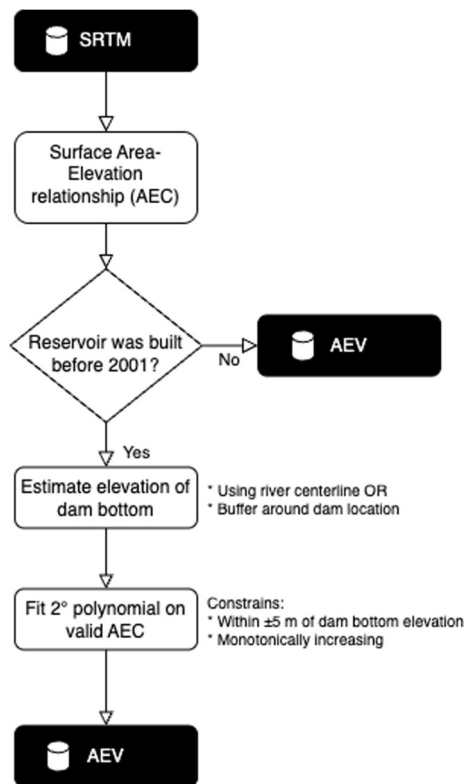 SRTM
Surface Area-
Elevation
relationship (AEC)
Reservoir was built
before 2001?
No
AEV
Yes
Estimate elevation of
dam bottom
* Using river centerline OR
* Buffer around dam location
Fit 2° polynomial on
valid AEC
Constrains:
* Within ±5 m of dam bottom elevation
* Monotonically increasing
AEV